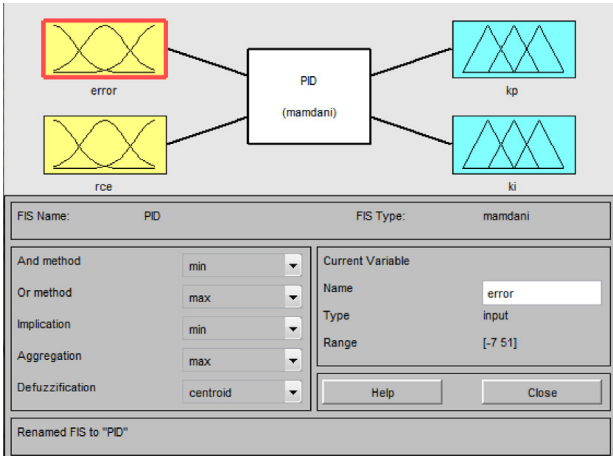 error
rce
PID
(mamdani)
kp
ki
FIS Name: PID FIS Type: mamdani
And method min
Or method max
Implication min
Aggregation max
Defuzzification centroid
Current Variable
Name error
Type input
Range [-7 51]
Help Close
Renamed FIS to "PID"